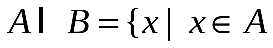 A I B = { x | x ∈ A